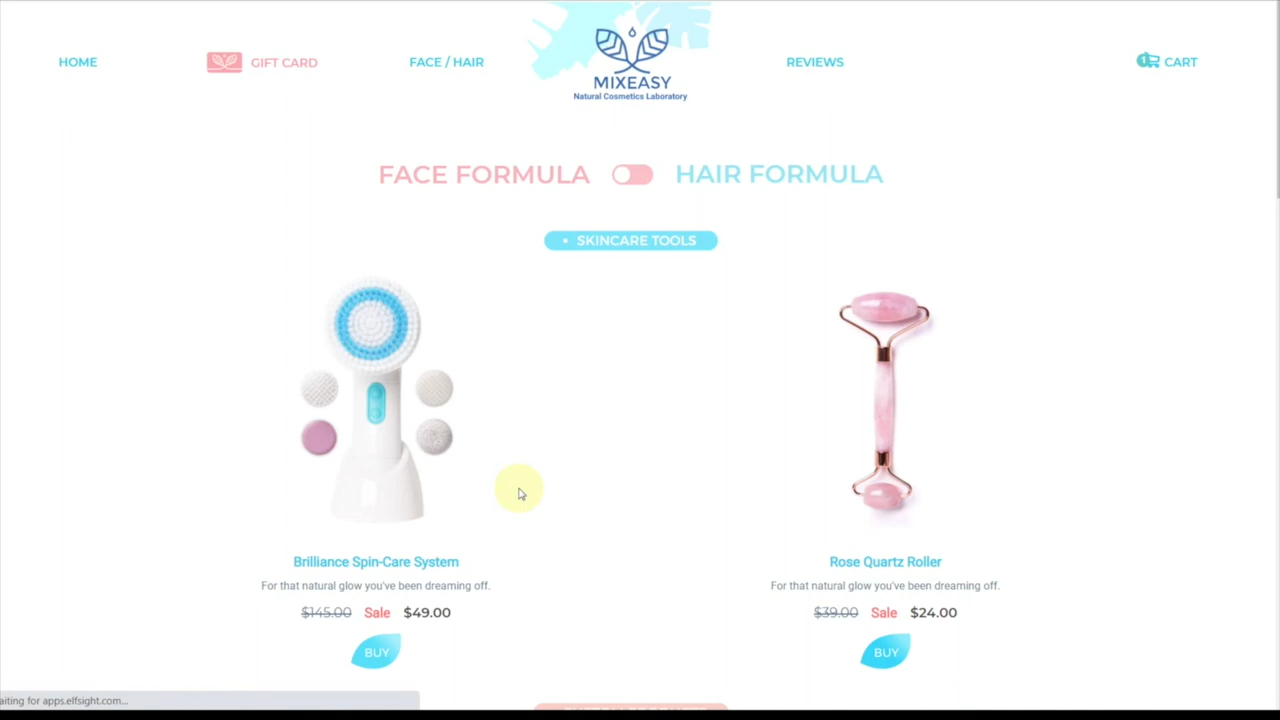 HOME
GIFT CARD
FACE / HAIR
MIXEASY
Natural Cosmetics Laboratory
REVIEWS
1
CART
FACE FORMULA
HAIR FORMULA
• SKINCARE TOOLS
Brilliance Spin-Care System
For that natural glow you've been dreaming off.
$145.00 Sale $49.00
BUY
Rose Quartz Roller
For that natural glow you've been dreaming off.
$39.00 Sale $24.00
BUY
aiting for apps.elfsight.com...